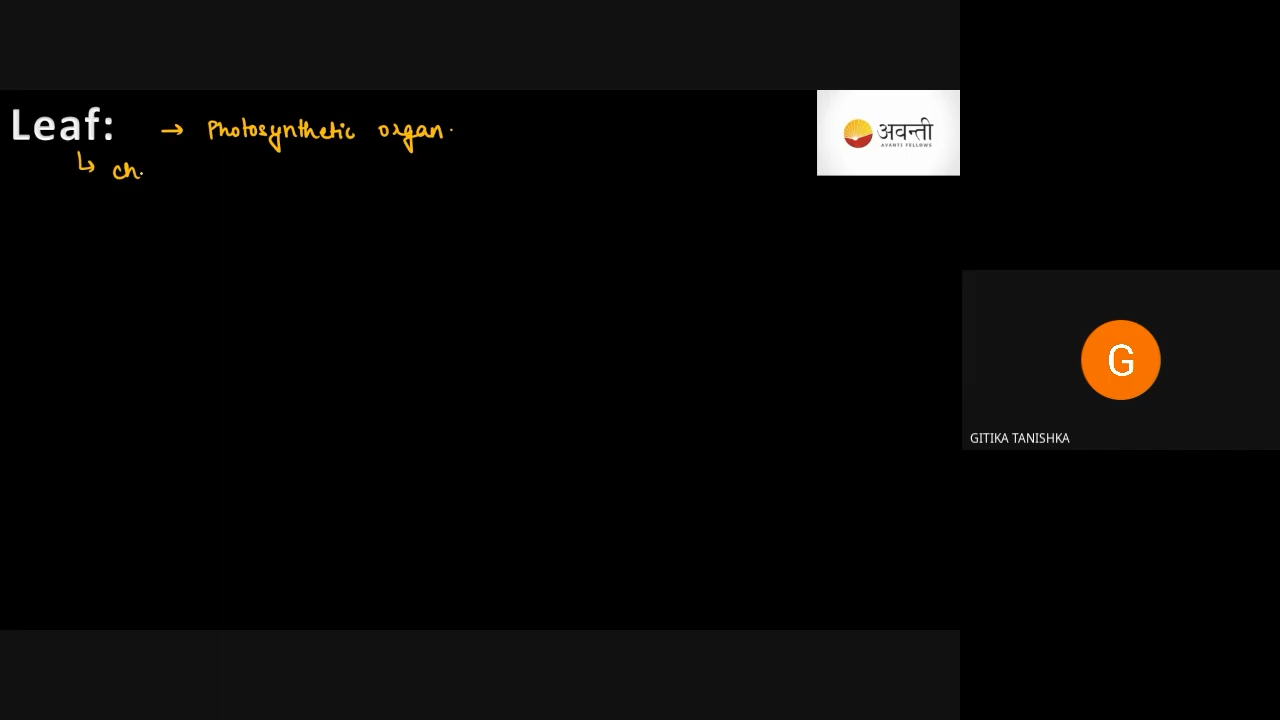 Leaf: → Photosynthetic organ.
↳ ch.
अवन्ती
AVANTI FELLOWS
G
GITIKA TANISHKA